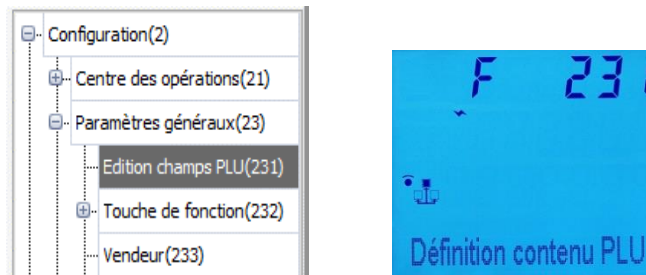 Configuration(2)
Centre des opérations(21)
Paramètres généraux(23)
Edition champs PLU(231)
Touche de fonction(232)
Vendeur(233)
F 231
Définition contenu PLU